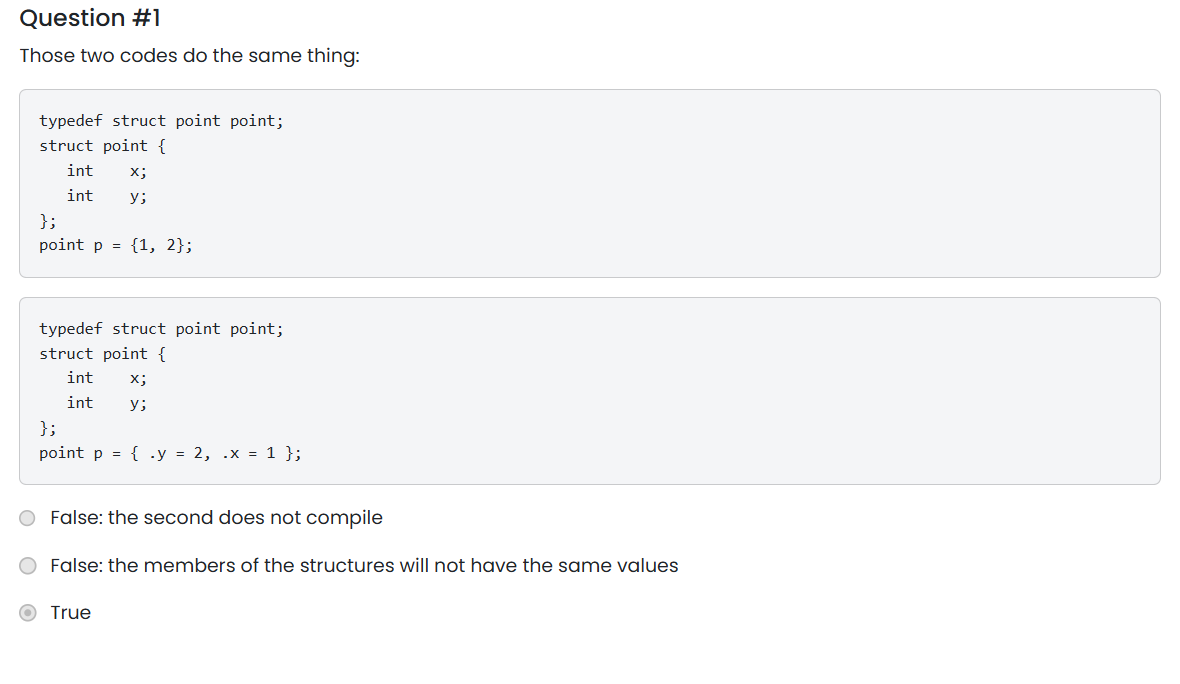 Question #1
Those two codes do the same thing:
typedef struct point point;
struct point {
   int    x;
   int    y;
};
point p = {1, 2};
typedef struct point point;
struct point {
   int    x;
   int    y;
};
point p = { .y = 2, .x = 1 };
False: the second does not compile
False: the members of the structures will not have the same values
True